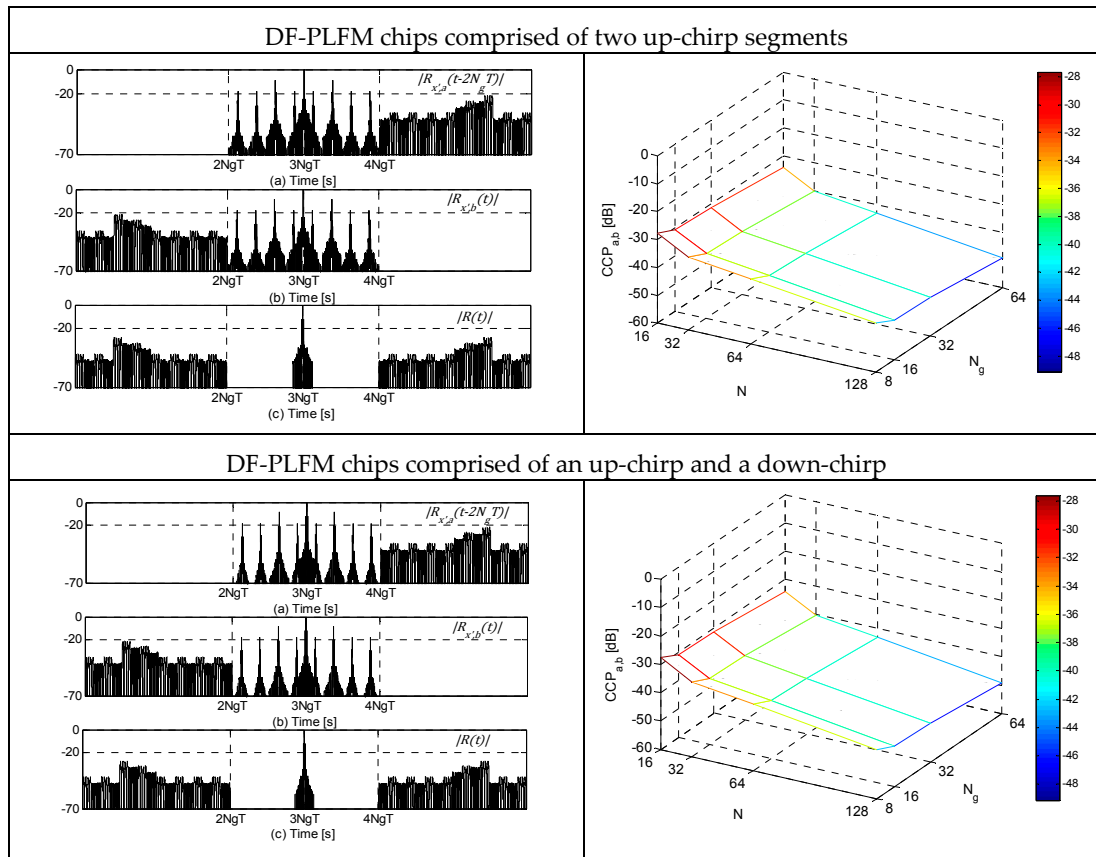 DF-PLFM chips comprised of two up-chirp segments
|R_{x',a}(t-2N_gT)|
0
-20
-70
2NgT 3NgT 4NgT
(a) Time [s]
|R_{x',b}(t)|
0
-20
-70
2NgT 3NgT 4NgT
(b) Time [s]
|R(t)|
0
-20
-70
2NgT 3NgT 4NgT
(c) Time [s]
CCP_{a,b} [dB]
0
-10
-20
-30
-40
-50
-60
16
32
64
128
N
8
16
32
64
N_g
-28
-30
-32
-34
-36
-38
-40
-42
-44
-46
-48
DF-PLFM chips comprised of an up-chirp and a down-chirp
|R_{x',a}(t-2N_gT)|
0
-20
-70
2NgT 3NgT 4NgT
(a) Time [s]
|R_{x',b}(t)|
0
-20
-70
2NgT 3NgT 4NgT
(b) Time [s]
|R(t)|
0
-20
-70
2NgT 3NgT 4NgT
(c) Time [s]
CCP_{a,b} [dB]
0
-10
-20
-30
-40
-50
-60
16
32
64
128
N
8
16
32
64
N_g
-28
-30
-32
-34
-36
-38
-40
-42
-44
-46
-48